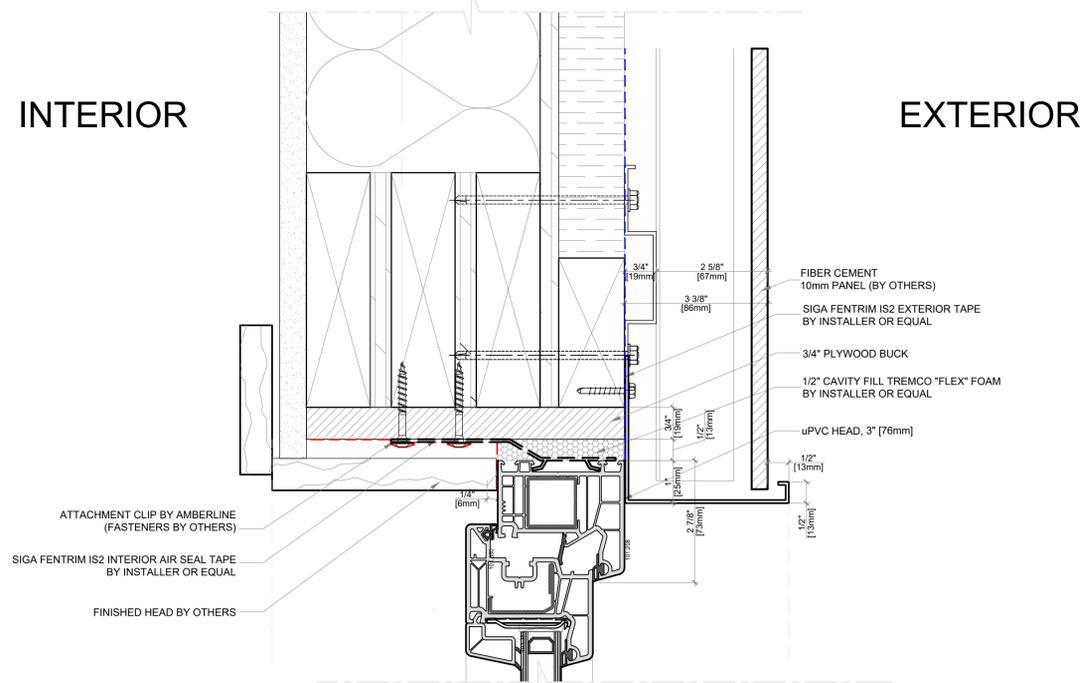 INTERIOR
EXTERIOR
3/4"
[19mm]
2 5/8"
[67mm]
3 3/8"
[86mm]
FIBER CEMENT
10mm PANEL (BY OTHERS)
SIGA FENTRIM IS2 EXTERIOR TAPE
BY INSTALLER OR EQUAL
3/4" PLYWOOD BUCK
1/2" CAVITY FILL TREMCO "FLEX" FOAM
BY INSTALLER OR EQUAL
uPVC HEAD, 3" [76mm]
3/4"
[19mm]
1/2"
[13mm]
1"
[25mm]
2 7/8"
[73mm]
1/2"
[13mm]
1/2"
[13mm]
1/4"
[6mm]
101.208
ATTACHMENT CLIP BY AMBERLINE
(FASTENERS BY OTHERS)
SIGA FENTRIM IS2 INTERIOR AIR SEAL TAPE
BY INSTALLER OR EQUAL
FINISHED HEAD BY OTHERS